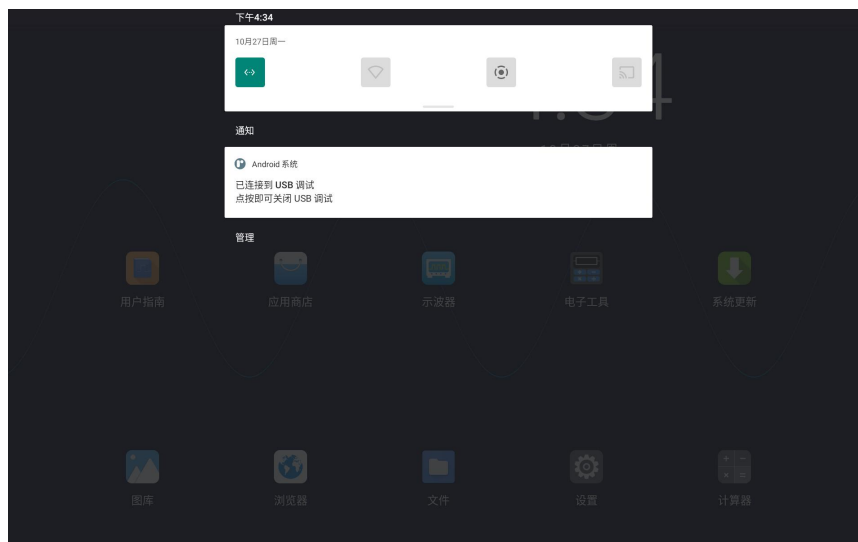 下午4:34
10月27日周一
通知
Android 系统
已连接到 USB 调试
点按即可关闭 USB 调试
管理
用户指南
应用商店
示波器
电子工具
系统更新
图库
浏览器
文件
设置
计算器